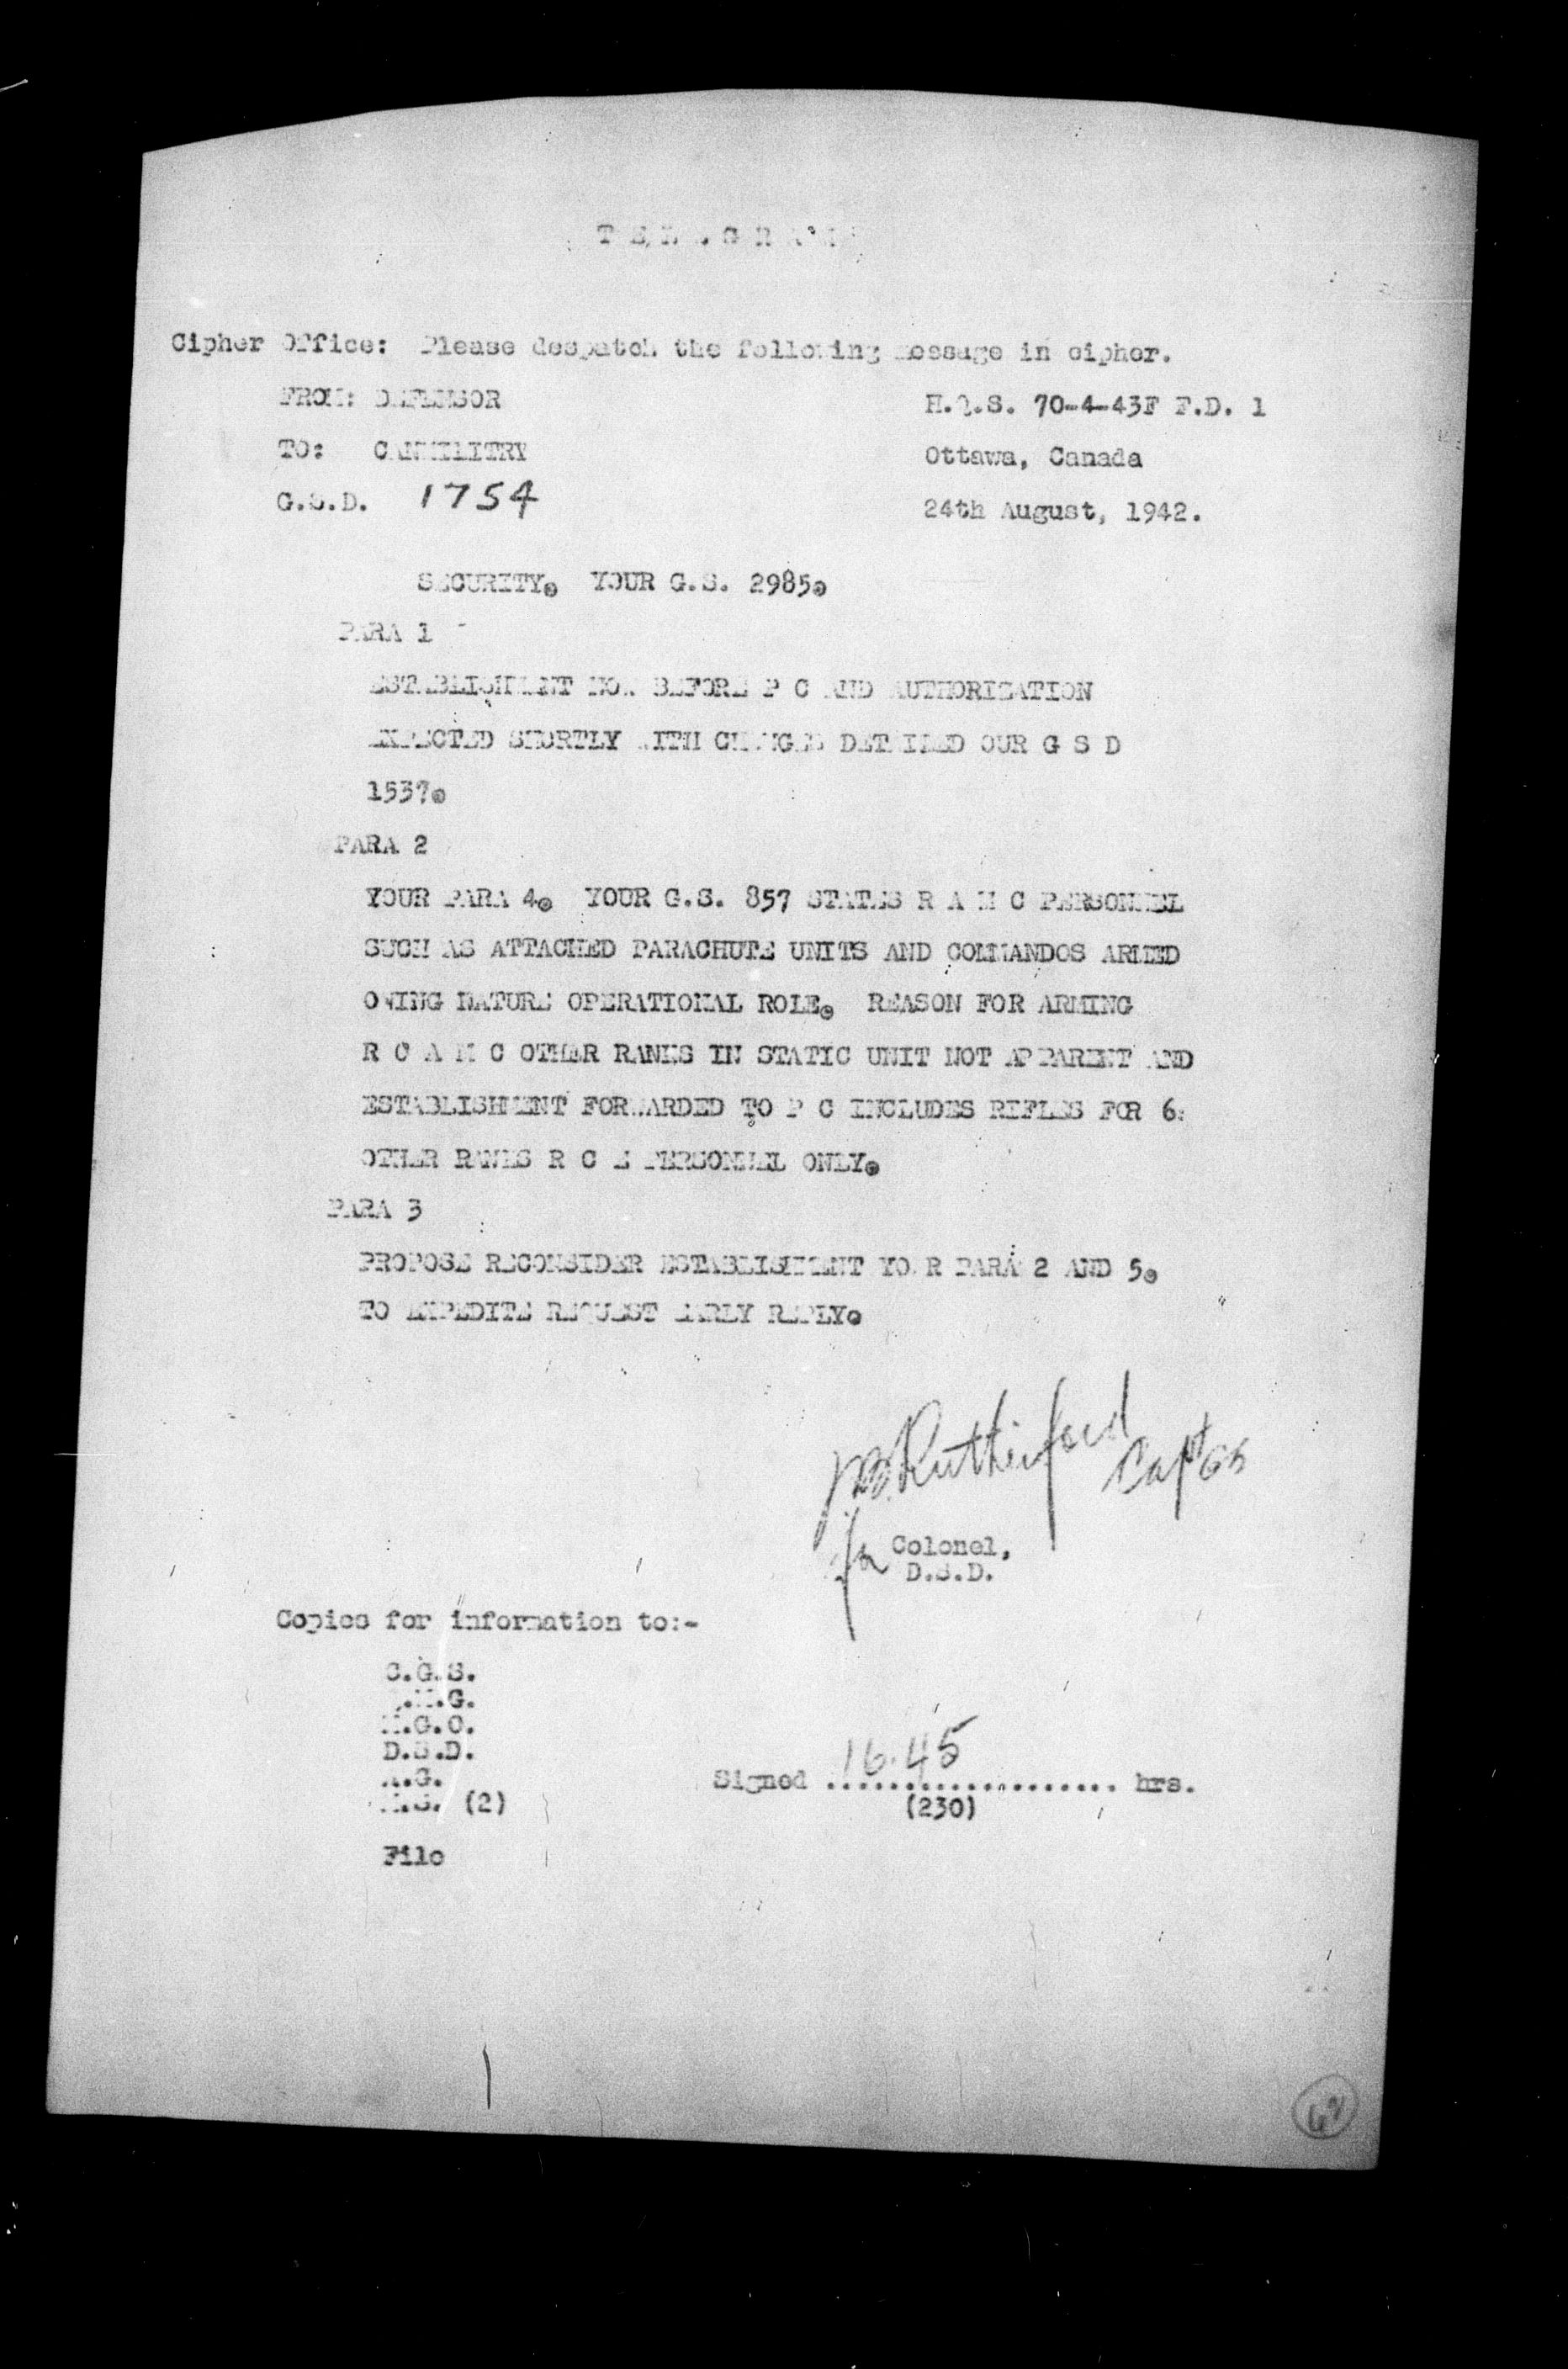 TELEGRAM
Cipher Office: Please despatch the following message in cipher.
FROM: DEFENSOR
H.Q.S. 70-4-43F F.D. 1
TO: CANMILITRY
Ottawa, Canada
G.S.D. 1754
24th August, 1942.
SECURITY. YOUR G.S. 2985.
PARA 1
ESTABLISHMENT NOW BEFORE P C AND AUTHORIZATION
EXPECTED SHORTLY WITH CHANGES DETAILED OUR G S D
1537.
PARA 2
YOUR PARA 4. YOUR G.S. 857 STATES R A M C PERSONNEL
SUCH AS ATTACHED PARACHUTE UNITS AND COMMANDOS ARMED
OWING NATURE OPERATIONAL ROLE. REASON FOR ARMING
R C A M C OTHER RANKS IN STATIC UNIT NOT APPARENT AND
ESTABLISHMENT FORWARDED TO P C INCLUDES RIFLES FOR 6
OTHER RANKS R C E PERSONNEL ONLY.
PARA 3
PROPOSE RECONSIDER ESTABLISHMENT YOUR PARA 2 AND 5.
TO EXPEDITE REQUEST EARLY REPLY.
Rutherford Capt GS
for Colonel,
D.S.D.
Copies for information to:-
C.G.S.
Q.M.G.
M.G.O.
D.S.D.
A.G.
(2)
Signed 16.45 hrs.
(230)
File